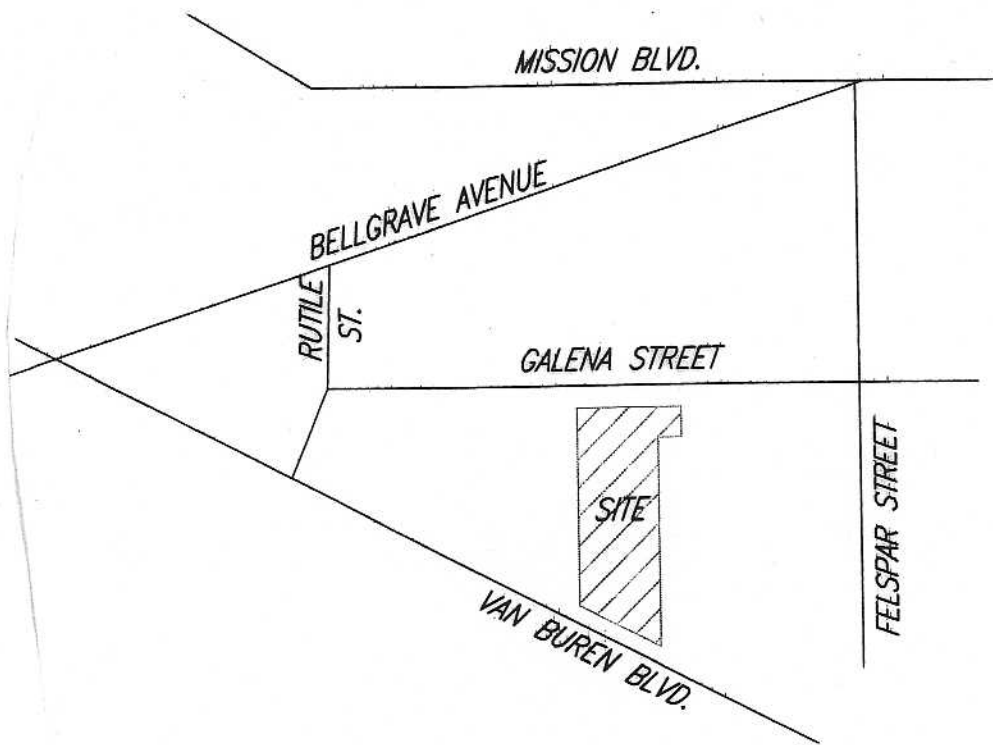 MISSION BLVD.
BELLGRAVE AVENUE
RUTILE
ST.
GALENA STREET
SITE
FELSPAR STREET
VAN BUREN BLVD.